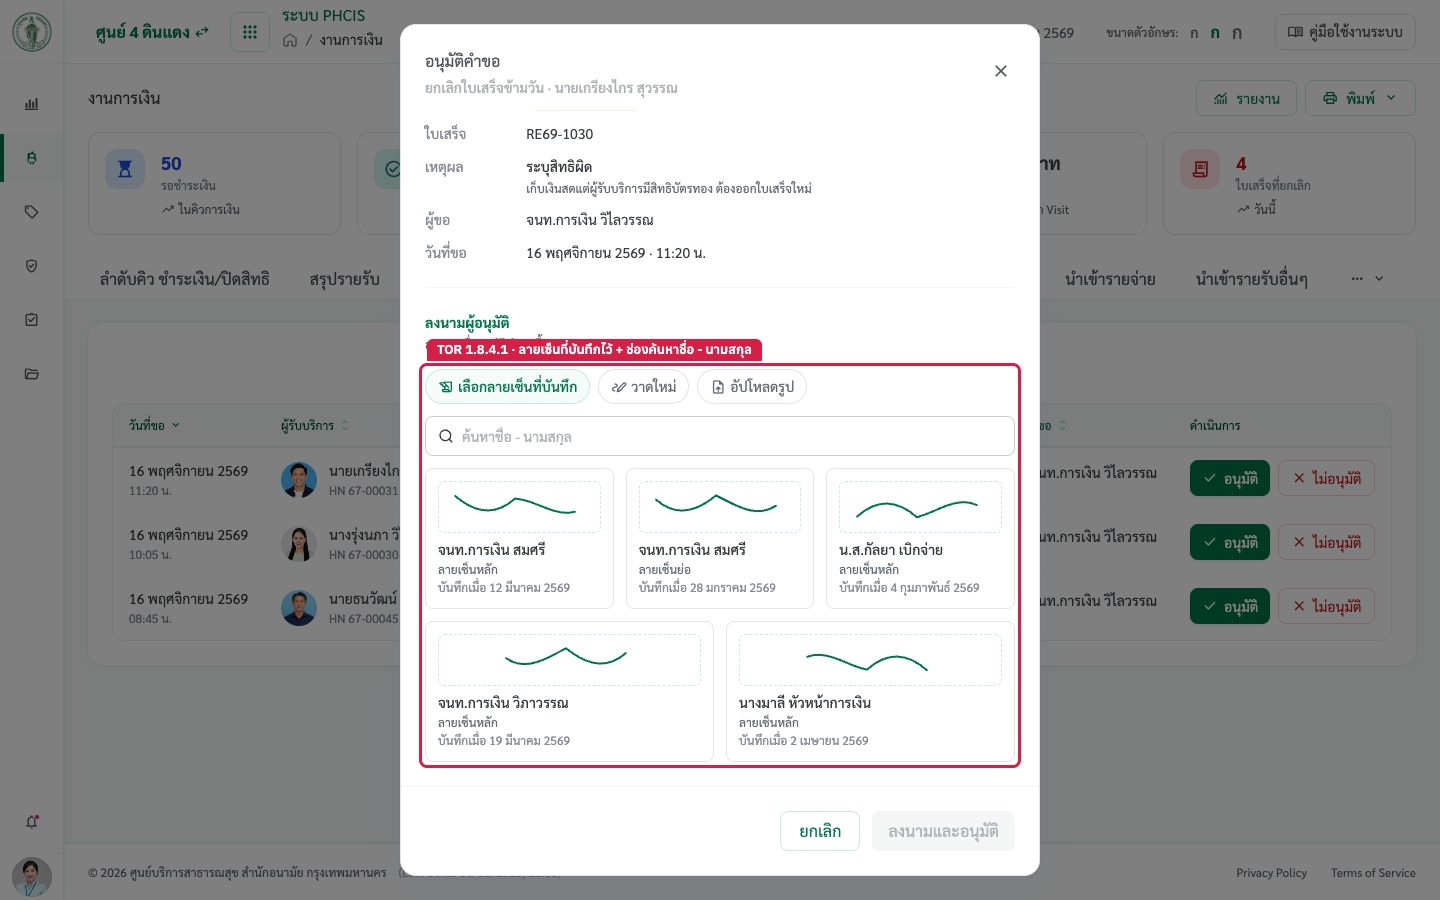 ศูนย์ 4 ดินแดง
ระบบ PHCIS
/ งานการเงิน
2569
ขนาดตัวอักษร: ก ก ก
คู่มือใช้งานระบบ
งานการเงิน
รายงาน
พิมพ์
50
รอชำระเงิน
ในคิวการเงิน
Visit
4
ใบเสร็จที่ยกเลิก
วันนี้
ลำดับคิว ชำระเงิน/ปิดสิทธิ
สรุปรายรับ
นำเข้ารายจ่าย
นำเข้ารายรับอื่นๆ
อนุมัติคำขอ
ยกเลิกใบเสร็จข้ามวัน · นายเกรียงไกร สุวรรณ
ใบเสร็จ RE69-1030
เหตุผล ระบุสิทธิผิด
เก็บเงินสดแต่ผู้รับบริการมีสิทธิบัตรทอง ต้องออกใบเสร็จใหม่
ผู้ขอ จนท.การเงิน วิไลวรรณ
วันที่ขอ 16 พฤศจิกายน 2569 · 11:20 น.
ลงนามผู้อนุมัติ
TOR 1.8.4.1 · ลายเซ็นที่บันทึกไว้ + ช่องค้นหาชื่อ - นามสกุล
เลือกลายเซ็นที่บันทึก
วาดใหม่
อัปโหลดรูป
ค้นหาชื่อ - นามสกุล
จนท.การเงิน สมศรี
ลายเซ็นหลัก
บันทึกเมื่อ 12 มีนาคม 2569
จนท.การเงิน สมศรี
ลายเซ็นย่อ
บันทึกเมื่อ 28 มกราคม 2569
น.ส.กัลยา เบิกจ่าย
ลายเซ็นหลัก
บันทึกเมื่อ 4 กุมภาพันธ์ 2569
จนท.การเงิน วิภาวรรณ
ลายเซ็นหลัก
บันทึกเมื่อ 19 มีนาคม 2569
นางมาลี หัวหน้าการเงิน
ลายเซ็นหลัก
บันทึกเมื่อ 2 เมษายน 2569
ยกเลิก
ลงนามและอนุมัติ
วันที่ขอ
ผู้รับบริการ
ดำเนินการ
16 พฤศจิกายน 2569
11:20 น.
นายเกรียงไก
HN 67-00031
นท.การเงิน วิไลวรรณ
อนุมัติ
ไม่อนุมัติ
16 พฤศจิกายน 2569
10:05 น.
นางรุ่งนภา
HN 67-00030
นท.การเงิน วิไลวรรณ
อนุมัติ
ไม่อนุมัติ
16 พฤศจิกายน 2569
08:45 น.
นายธนวัฒน์
HN 67-00045
นท.การเงิน วิไลวรรณ
อนุมัติ
ไม่อนุมัติ
© 2026 ศูนย์บริการสาธารณสุข สำนักอนามัย กรุงเทพมหานคร
Privacy Policy
Terms of Service